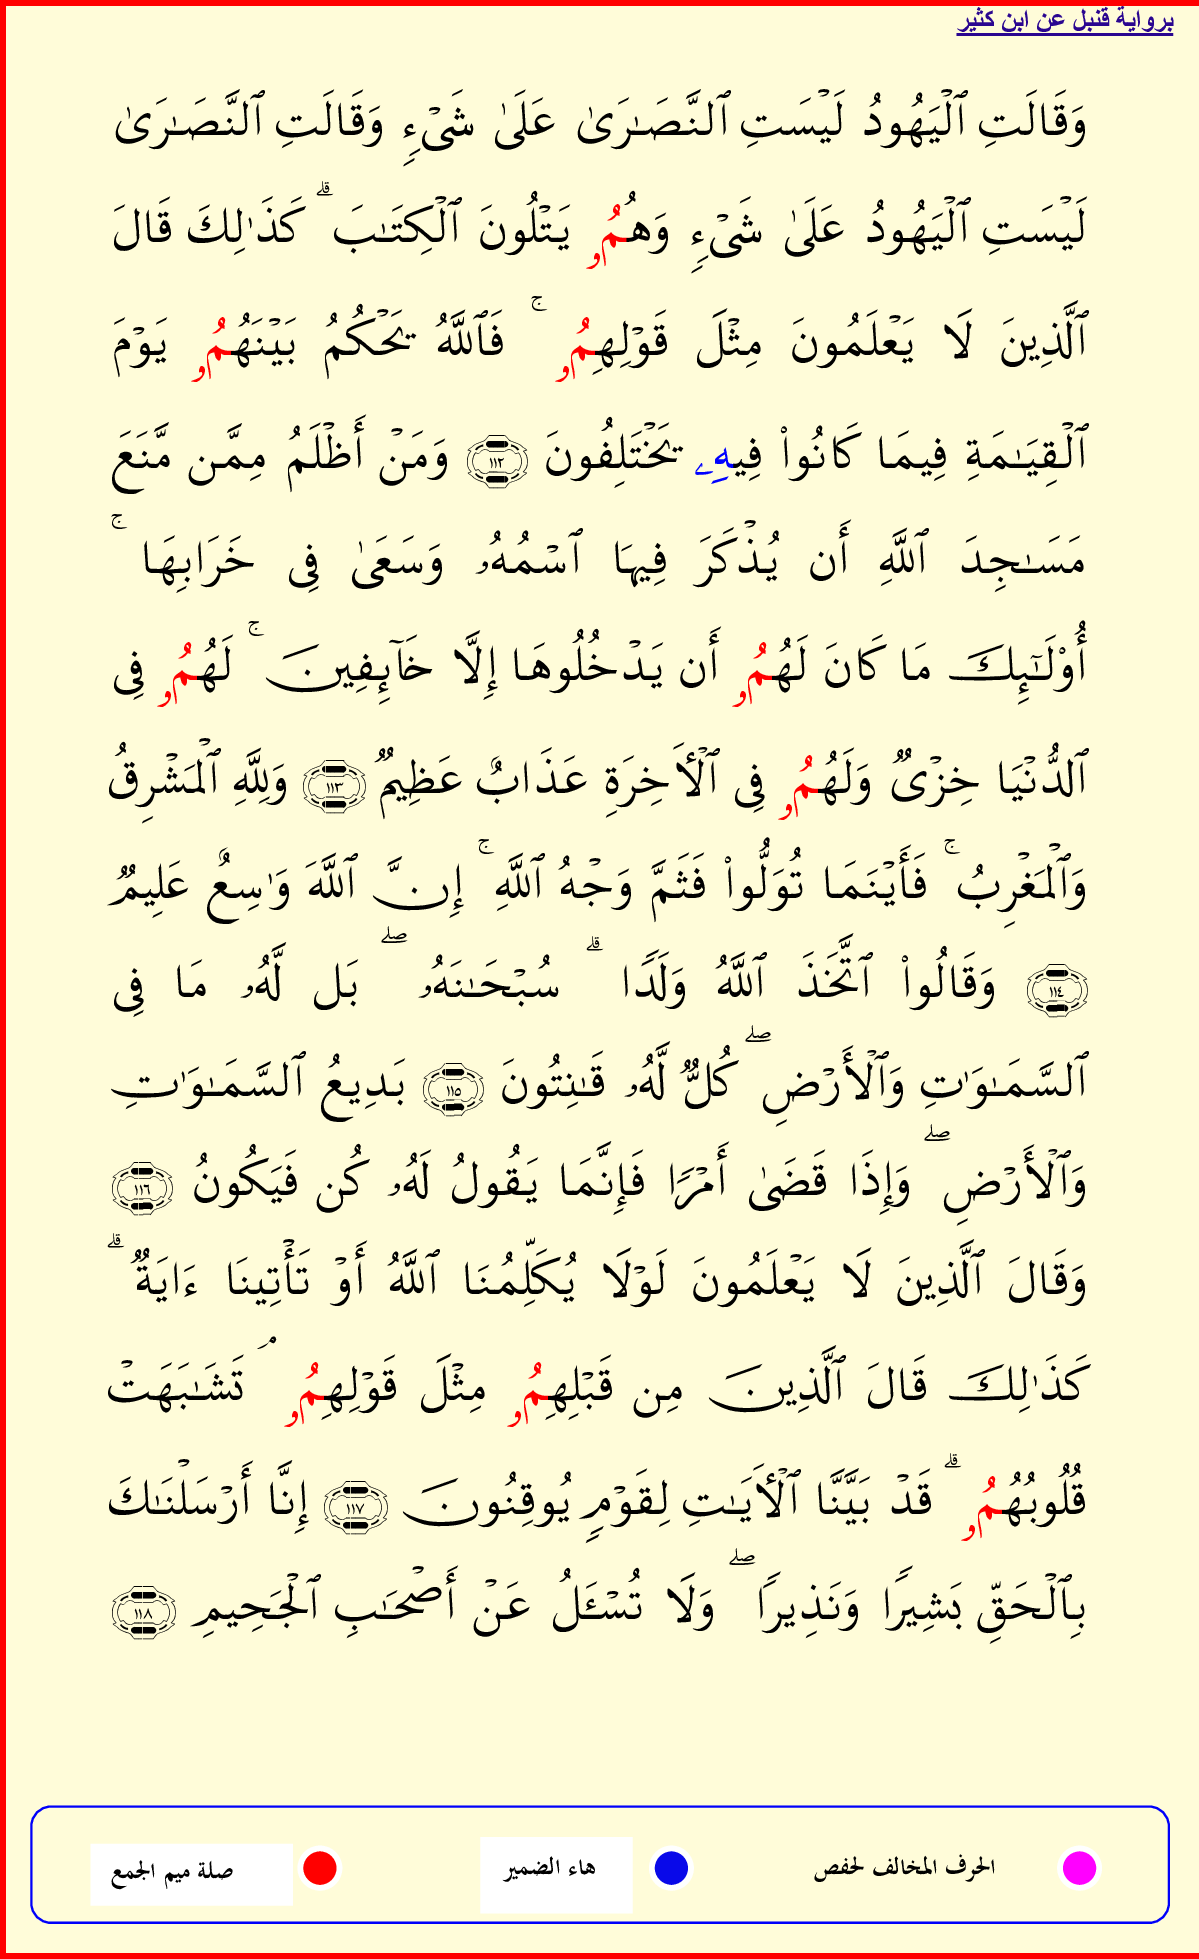 برواية قنبل عن ابن كثير
وَقَالَتِ ٱلۡيَهُودُ لَيۡسَتِ ٱلنَّصَٰرَىٰ عَلَىٰ شَىۡءٖ وَقَالَتِ ٱلنَّصَٰرَىٰ
لَيۡسَتِ ٱلۡيَهُودُ عَلَىٰ شَىۡءٖ وَهُمُۥ يَتۡلُونَ ٱلۡكِتَٰبَۗ كَذَٰلِكَ قَالَ
ٱلَّذِينَ لَا يَعۡلَمُونَ مِثۡلَ قَوۡلِهِمُۥۚ فَٱللَّهُ يَحۡكُمُ بَيۡنَهُمُۥ يَوۡمَ
ٱلۡقِيَٰمَةِ فِيمَا كَانُواْ فِيهِۦ يَخۡتَلِفُونَ ١١٢ وَمَنۡ أَظۡلَمُ مِمَّن مَّنَعَ
مَسَٰجِدَ ٱللَّهِ أَن يُذۡكَرَ فِيهَا ٱسۡمُهُۥ وَسَعَىٰ فِى خَرَابِهَاۚ
أُوْلَٰٓئِكَ مَا كَانَ لَهُمُۥ أَن يَدۡخُلُوهَا إِلَّا خَآئِفِينَۚ لَهُمُۥ فِى
ٱلدُّنۡيَا خِزۡىٞ وَلَهُمُۥ فِى ٱلۡأٓخِرَةِ عَذَابٌ عَظِيمٞ ١١٣ وَلِلَّهِ ٱلۡمَشۡرِقُ
وَٱلۡمَغۡرِبُۚ فَأَيۡنَمَا تُوَلُّواْ فَثَمَّ وَجۡهُ ٱللَّهِۚ إِنَّ ٱللَّهَ وَٰسِعٌ عَلِيمٞ
١١٤ وَقَالُواْ ٱتَّخَذَ ٱللَّهُ وَلَدٗاۗ سُبۡحَٰنَهُۥۖ بَل لَّهُۥ مَا فِى
ٱلسَّمَٰوَٰتِ وَٱلۡأَرۡضِۖ كُلّٞ لَّهُۥ قَٰنِتُونَ ١١٥ بَدِيعُ ٱلسَّمَٰوَٰتِ
وَٱلۡأَرۡضِۖ وَإِذَا قَضَىٰٓ أَمۡرٗا فَإِنَّمَا يَقُولُ لَهُۥ كُن فَيَكُونُ ١١٦
وَقَالَ ٱلَّذِينَ لَا يَعۡلَمُونَ لَوۡلَا يُكَلِّمُنَا ٱللَّهُ أَوۡ تَأۡتِينَا ءَايَةٞۗ
كَذَٰلِكَ قَالَ ٱلَّذِينَ مِن قَبۡلِهِمُۥ مِثۡلَ قَوۡلِهِمُۥۘ تَشَٰبَهَتۡ
قُلُوبُهُمُۥۗ قَدۡ بَيَّنَّا ٱلۡأٓيَٰتِ لِقَوۡمٖ يُوقِنُونَ ١١٧ إِنَّا أَرۡسَلۡنَٰكَ
بِٱلۡحَقِّ بَشِيرٗا وَنَذِيرٗاۖ وَلَا تُسۡـَٔلُ عَنۡ أَصۡحَٰبِ ٱلۡجَحِيمِ ١١٨
الحرف المخالف لحفص هاء الضمير صلة ميم الجمع